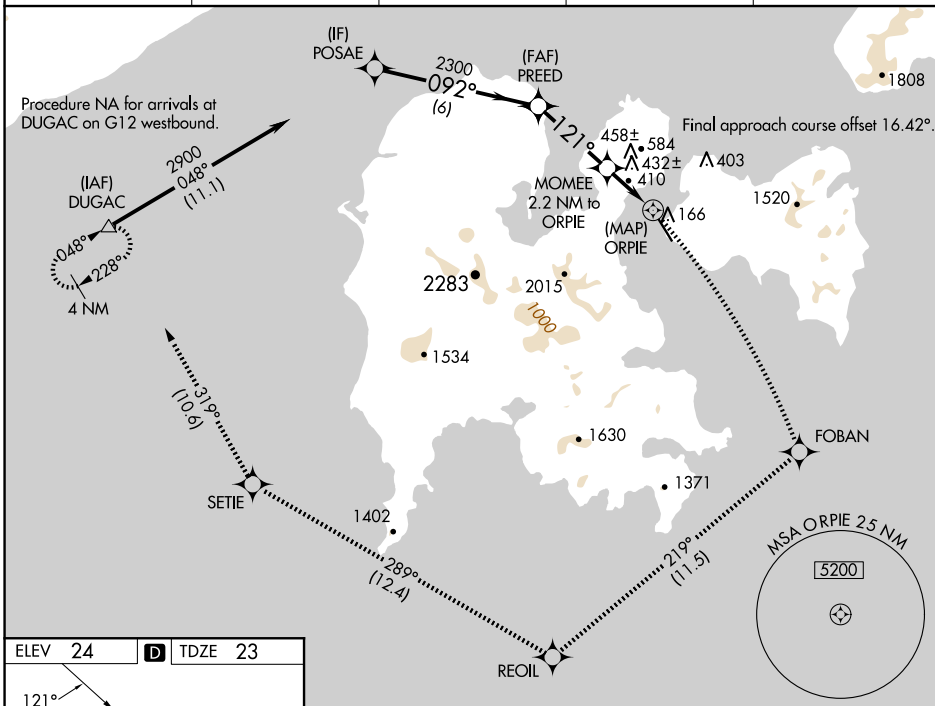 (IF)
POSAE
2300
092°
(6)
(FAF)
PREED
1808
Procedure NA for arrivals at
DUGAC on G12 westbound.
121°
458±
584
432±
410
403
Final approach course offset 16.42°.
2900
048°
(11.1)
(IAF)
DUGAC
048°
228°
4 NM
MOMEE
2.2 NM to
ORPIE
(MAP)
ORPIE
166
1520
2283
2015
1000
1534
319°
(10.6)
1630
FOBAN
SETIE
1371
1402
289°
(12.4)
219°
(11.5)
MSA ORPIE 25 NM
5200
REOIL
ELEV 24 D TDZE 23
121°